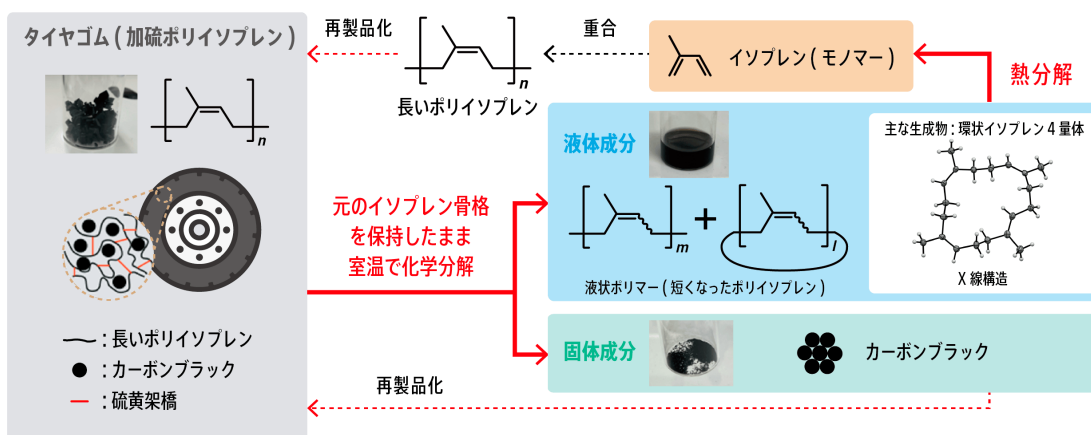 タイヤゴム ( 加硫ポリイソプレン )
n
長いポリイソプレン
カーボンブラック
硫黄架橋
再製品化
n
長いポリイソプレン
重合
イソプレン ( モノマー )
熱分解
元のイソプレン骨格
を保持したまま
室温で化学分解
液体成分
m
+
l
液状ポリマー ( 短くなったポリイソプレン )
主な生成物 : 環状イソプレン 4 量体
X 線構造
固体成分
カーボンブラック
再製品化